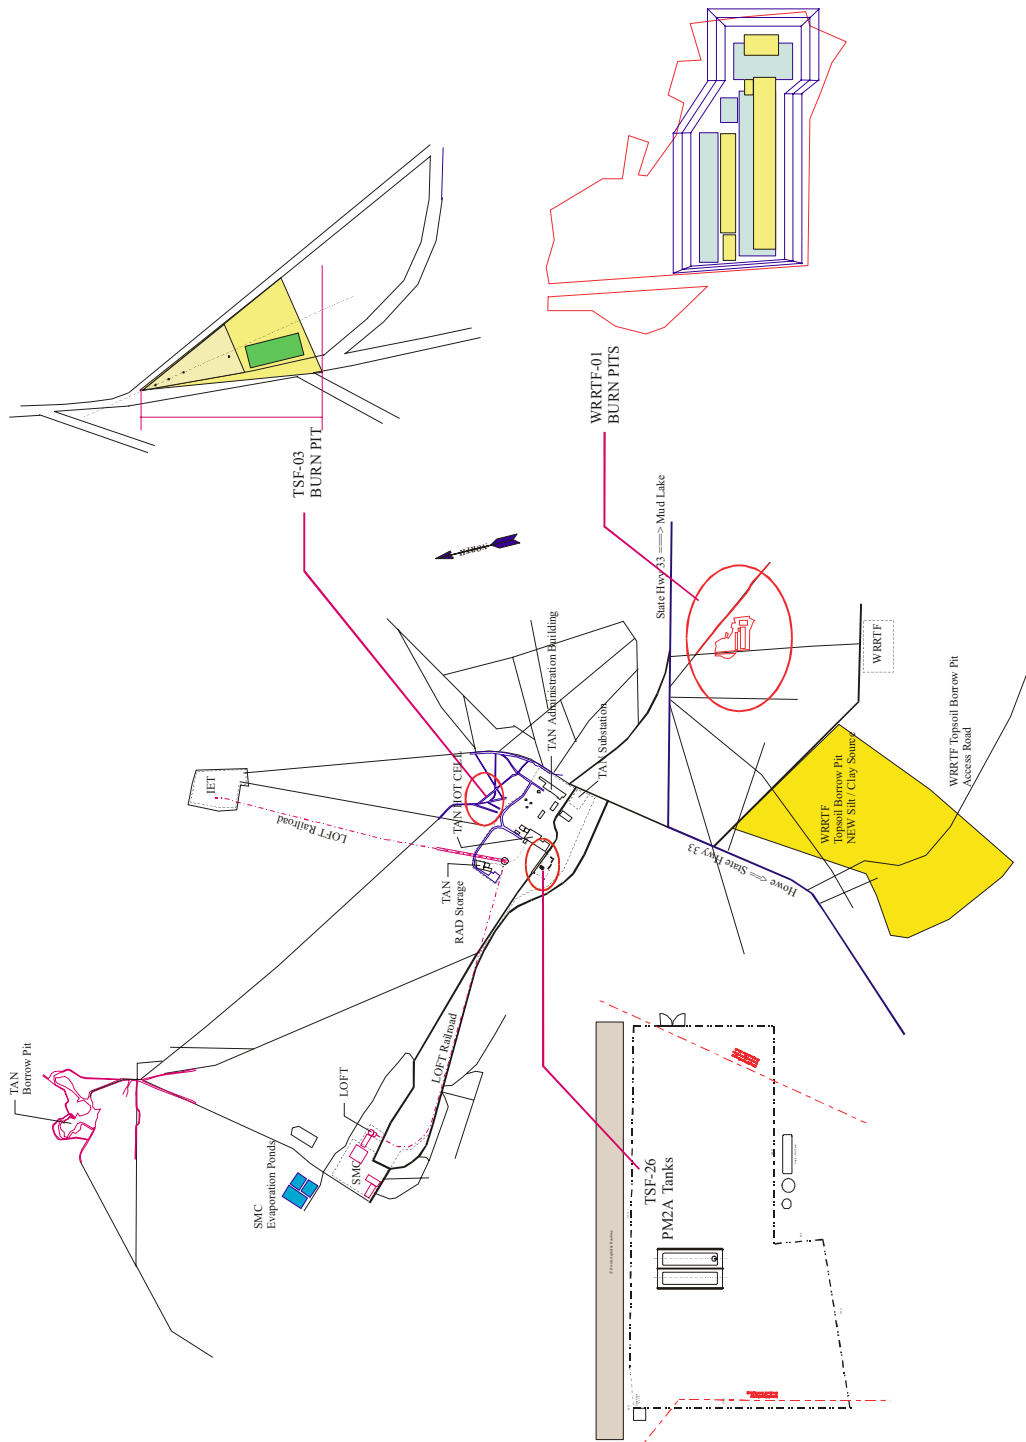 TSF-03
BURN PIT
WRRTF-01
BURN PITS
NORTH
State Hwy 33 ===> Mud Lake
TAN Administration Building
TAN Substation
TAN HOT CELL
IET
LOFT Railroad
TAN
RAD Storage
WRRTF
WRRTF Topsoil Borrow Pit
Access Road
WRRTF
Topsoil Borrow Pit
NEW Silt / Clay Source
Howe <== State Hwy 33
TAN
Borrow Pit
LOFT
LOFT Railroad
SMC
SMC
Evaporation Ponds
TSF-26
PM2A Tanks